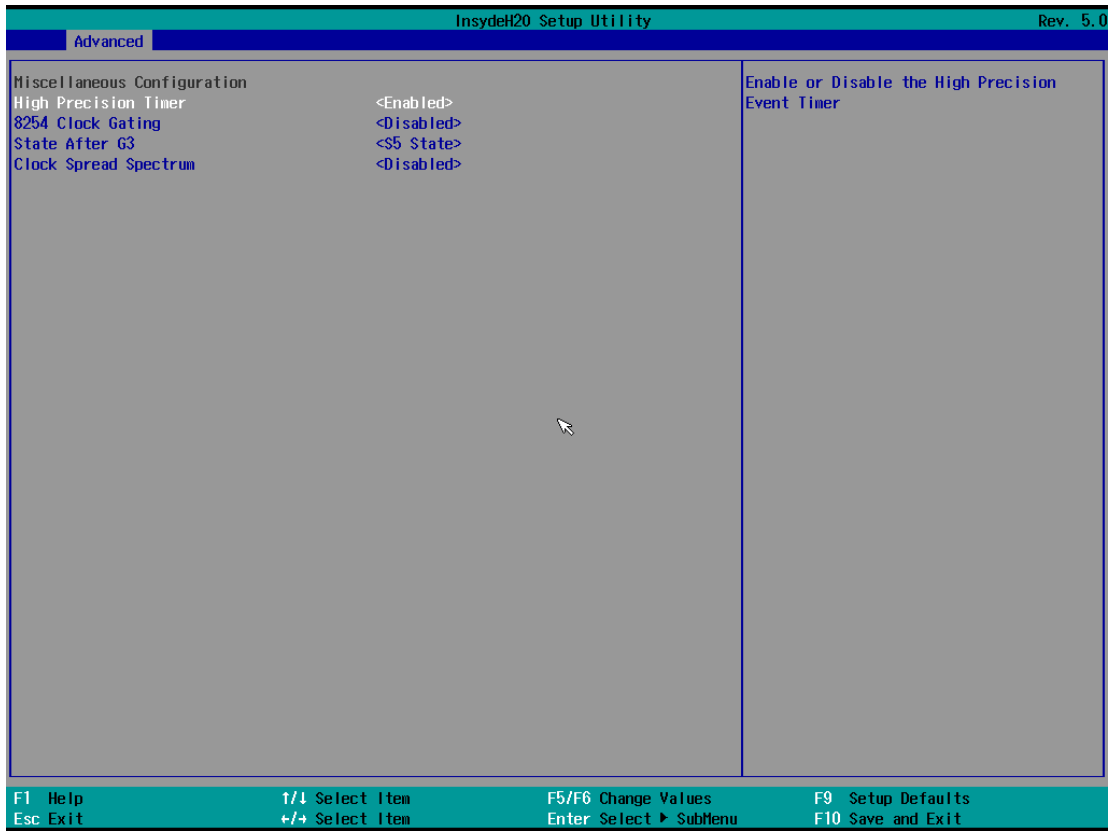 InsydeH20 Setup Utility Rev. 5.0
Advanced
Miscellaneous Configuration
High Precision Timer <Enabled>
8254 Clock Gating <Disabled>
State After G3 <S5 State>
Clock Spread Spectrum <Disabled>
Enable or Disable the High Precision
Event Timer
F1 Help ↑/↓ Select Item F5/F6 Change Values F9 Setup Defaults
Esc Exit ←/→ Select Item Enter Select ▶ SubMenu F10 Save and Exit